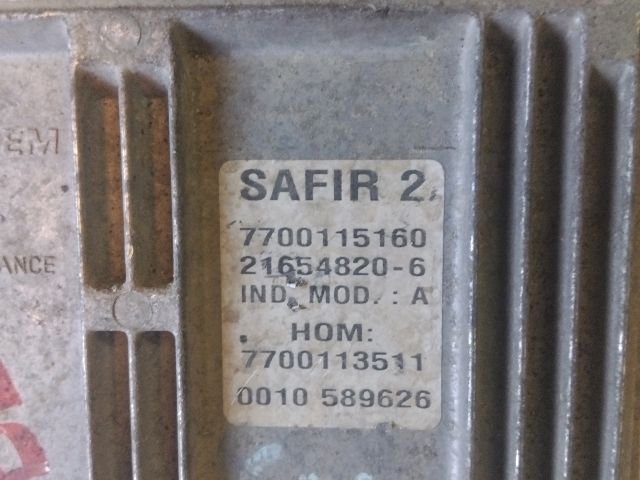 EM
ANCE
SAFIR 2
7700115160
21654820-6
IND. MOD. : A
HOM:
7700113511
0010 589626